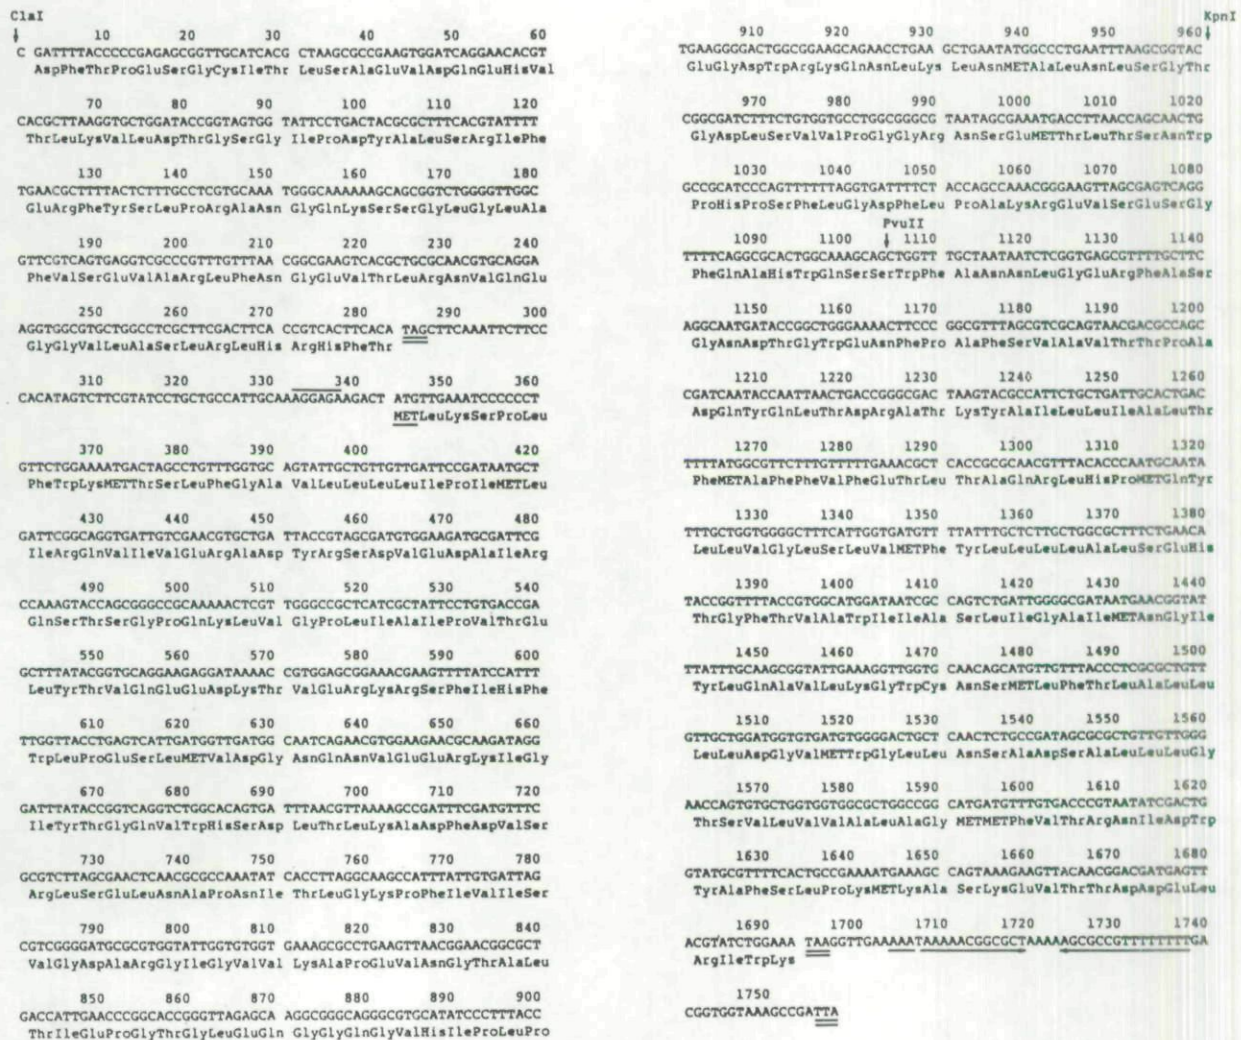 ClaI
10 20 30 40 50 60
C GATTTTACCCCCGAGAGCGGTTGCATCACG CTAAGCGCCGAAGTGGATCAGGAACACGT
AspPheThrProGluSerGlyCysIleThr LeuSerAlaGluValAspGlnGluHisVal
70 80 90 100 110 120
CACGCTTAAGGTGCTGGATACCGGTAGTGG TATTCCTGACTACGCGCTTTCACGTATTTT
ThrLeuLysValLeuAspThrGlySerGly IleProAspTyrAlaLeuSerArgIlePhe
130 140 150 160 170 180
TGAACGCTTTTACTCTTTGCCTCGTGCAAA TGGGCAAAAAAGCAGCGGTCTGGGGTTGGC
GluArgPheTyrSerLeuProArgAlaAsn GlyGlnLysSerSerGlyLeuGlyLeuAla
190 200 210 220 230 240
GTTCGTCAGTGAGGTCGCCCGTTTGTTTAA CGGCGAAGTCACGCTGCGCAACGTGCAGGA
PheValSerGluValAlaArgLeuPheAsn GlyGluValThrLeuArgAsnValGlnGlu
250 260 270 280 290 300
AGGTGGCGTGCTGGCCTCGCTTCGACTTCA CCGTCACTTCACA TAGCTTCAAATTCTTCC
GlyGlyValLeuAlaSerLeuArgLeuHis ArgHisPheThr
310 320 330 340 350 360
CACATAGTCTTCGTATCCTGCTGCCATTGCAAAGGAGAAGACT ATGTTGAAATCCCCCCT
METLeuLysSerProLeu
370 380 390 400 420
GTTCTGGAAAATGACTAGCCTGTTTGGTGC AGTATTGCTGTTGTTGATTCCGATAATGCT
PheTrpLysMETThrSerLeuPheGlyAla ValLeuLeuLeuLeuIleProIleMETLeu
430 440 450 460 470 480
GATTCGGCAGGTGATTGTCGAACGTGCTGA TTACCGTAGCGATGTGGAAGATGCGATTCG
IleArgGlnValIleValGluArgAlaAsp TyrArgSerAspValGluAspAlaIleArg
490 500 510 520 530 540
CCAAAGTACCAGCGGGCCGCAAAAACTCGT TGGGCCGCTCATCGCTATTCCTGTGACCGA
GlnSerThrSerGlyProGlnLysLeuVal GlyProLeuIleAlaIleProValThrGlu
550 560 570 580 590 600
GCTTTATACGGTGCAGGAAGAGGATAAAAC CGTGGAGCGGAAACGAAGTTTTATCCATTT
LeuTyrThrValGlnGluGluAspLysThr ValGluArgLysArgSerPheIleHisPhe
610 620 630 640 650 660
TTGGTTACCTGAGTCATTGATGGTTGATGG CAATCAGAACGTGGAAGAACGCAAGATAGG
TrpLeuProGluSerLeuMETValAspGly AsnGlnAsnValGluGluArgLysIleGly
670 680 690 700 710 720
GATTTATACCGGTCAGGTCTGGCACAGTGA TTTAACGTTAAAAGCCGATTTCGATGTTTC
IleTyrThrGlyGlnValTrpHisSerAsp LeuThrLeuLysAlaAspPheAspValSer
730 740 750 760 770 780
GCGTCTTAGCGAACTCAACGCGCCAAATAT CACCTTAGGCAAGCCATTTATTGTGATTAG
ArgLeuSerGluLeuAsnAlaProAsnIle ThrLeuGlyLysProPheIleValIleSer
790 800 810 820 830 840
CGTCGGGGATGCGCGTGGTATTGGTGTGGT GAAAGCGCCTGAAGTTAACGGAACGGCGCT
ValGlyAspAlaArgGlyIleGlyValVal LysAlaProGluValAsnGlyThrAlaLeu
850 860 870 880 890 900
GACCATTGAACCCGGCACCGGGTTAGAGCA AGGCGGGCAGGGCGTGCATATCCCTTTACC
ThrIleGluProGlyThrGlyLeuGluGln GlyGlyGlnGlyValHisIleProLeuPro
KpnI
910 920 930 940 950 960
TGAAGGGGACTGGCGGAAGCAGAACCTGAA GCTGAATATGGCCCTGAATTTAAGCGGTAC
GluGlyAspTrpArgLysGlnAsnLeuLys LeuAsnMETAlaLeuAsnLeuSerGlyThr
970 980 990 1000 1010 1020
CGGCGATCTTTCTGTGGTGCCTGGCGGGCG TAATAGCGAAATGACCTTAACCAGCAACTG
GlyAspLeuSerValValProGlyGlyArg AsnSerGluMETThrLeuThrSerAsnTrp
1030 1040 1050 1060 1070 1080
GCCGCATCCCAGTTTTTTAGGTGATTTTCT ACCAGCCAAACGGGAAGTTAGCGAGTCAGG
ProHisProSerPheLeuGlyAspPheLeu ProAlaLysArgGluValSerGluSerGly
PvuII
1090 1100 1110 1120 1130 1140
TTTTCAGGCGCACTGGCAAAGCAGCTGGTT TGCTAATAATCTCGGTGAGCGTTTTGCTTC
PheGlnAlaHisTrpGlnSerSerTrpPhe AlaAsnAsnLeuGlyGluArgPheAlaSer
1150 1160 1170 1180 1190 1200
AGGCAATGATACCGGCTGGGAAAACTTCCC GGCGTTTAGCGTCGCAGTAACGACGCCAGC
GlyAsnAspThrGlyTrpGluAsnPhePro AlaPheSerValAlaValThrThrProAla
1210 1220 1230 1240 1250 1260
CGATCAATACCAATTAACTGACCGGGCGAC TAAGTACGCCATTCTGCTGATTGCACTGAC
AspGlnTyrGlnLeuThrAspArgAlaThr LysTyrAlaIleLeuLeuIleAlaLeuThr
1270 1280 1290 1300 1310 1320
TTTTATGGCGTTCTTTGTTTTTGAAACGCT CACCGCGCAACGTTTACACCCAATGCAATA
PheMETAlaPhePheValPheGluThrLeu ThrAlaGlnArgLeuHisProMETGlnTyr
1330 1340 1350 1360 1370 1380
TTTGCTGGTGGGGCTTTCATTGGTGATGTT TTATTTGCTCTTGCTGGCGCTTTCTGAACA
LeuLeuValGlyLeuSerLeuValMETPhe TyrLeuLeuLeuLeuAlaLeuSerGluHis
1390 1400 1410 1420 1430 1440
TACCGGTTTTACCGTGGCATGGATAATCGC CAGTCTGATTGGGGCGATAATGAACGGTAT
ThrGlyPheThrValAlaTrpIleIleAla SerLeuIleGlyAlaIleMETAsnGlyIle
1450 1460 1470 1480 1490 1500
TTATTTGCAAGCGGTATTGAAAGGTTGGTG CAACAGCATGTTGTTTACCCTCGCGCTGTT
TyrLeuGlnAlaValLeuLysGlyTrpCys AsnSerMETLeuPheThrLeuAlaLeuLeu
1510 1520 1530 1540 1550 1560
GTTGCTGGATGGTGTGATGTGGGGACTGCT CAACTCTGCCGATAGCGCGCTGTTGTTGGG
LeuLeuAspGlyValMETTrpGlyLeuLeu AsnSerAlaAspSerAlaLeuLeuLeuGly
1570 1580 1590 1600 1610 1620
AACCAGTGTGCTGGTGGTGGCGCTGGCCGG CATGATGTTTGTGACCCGTAATATCGACTG
ThrSerValLeuValValAlaLeuAlaGly METMETPheValThrArgAsnIleAspTrp
1630 1640 1650 1660 1670 1680
GTATGCGTTTTCACTGCCGAAAATGAAAGC CAGTAAAGAAGTTACAACGGACGATGAGTT
TyrAlaPheSerLeuProLysMETLysAla SerLysGluValThrThrAspAspGluLeu
1690 1700 1710 1720 1730 1740
ACGTATCTGGAAA TAAGGTTGAAAAATAAAAACGGCGCTAAAAAGCGCCGTTTTTTTTGA
ArgIleTrpLys
1750
CGGTGGTAAAGCCGATTA